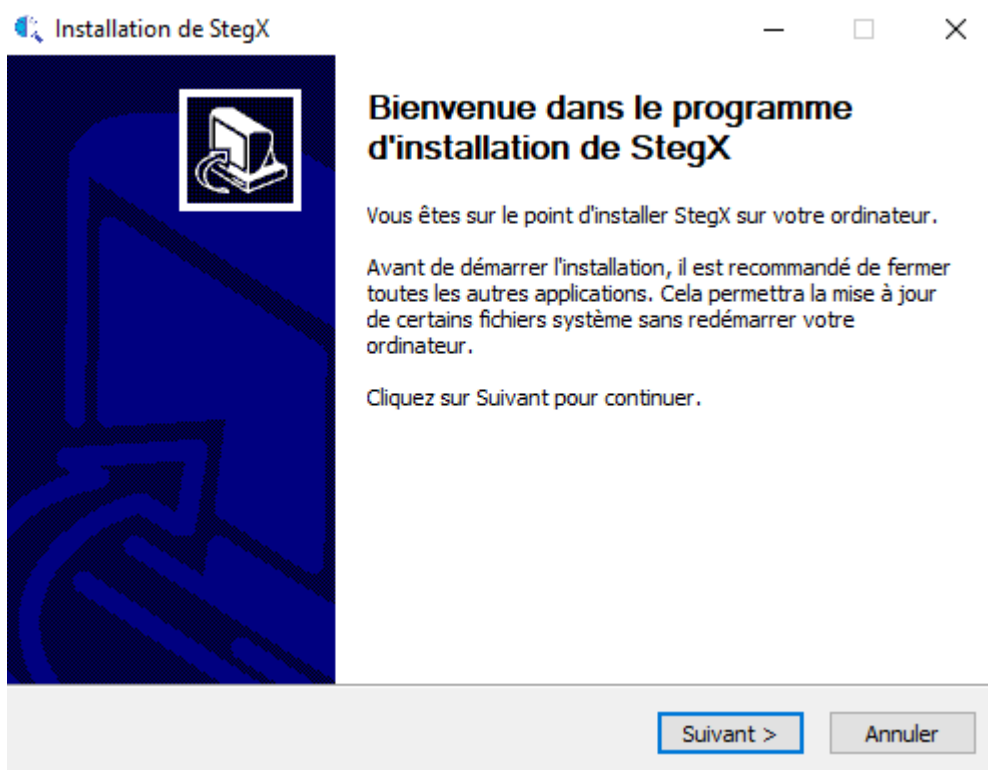 Installation de StegX
Bienvenue dans le programme
d'installation de StegX
Vous êtes sur le point d'installer StegX sur votre ordinateur.
Avant de démarrer l'installation, il est recommandé de fermer
toutes les autres applications. Cela permettra la mise à jour
de certains fichiers système sans redémarrer votre
ordinateur.
Cliquez sur Suivant pour continuer.
Suivant >
Annuler